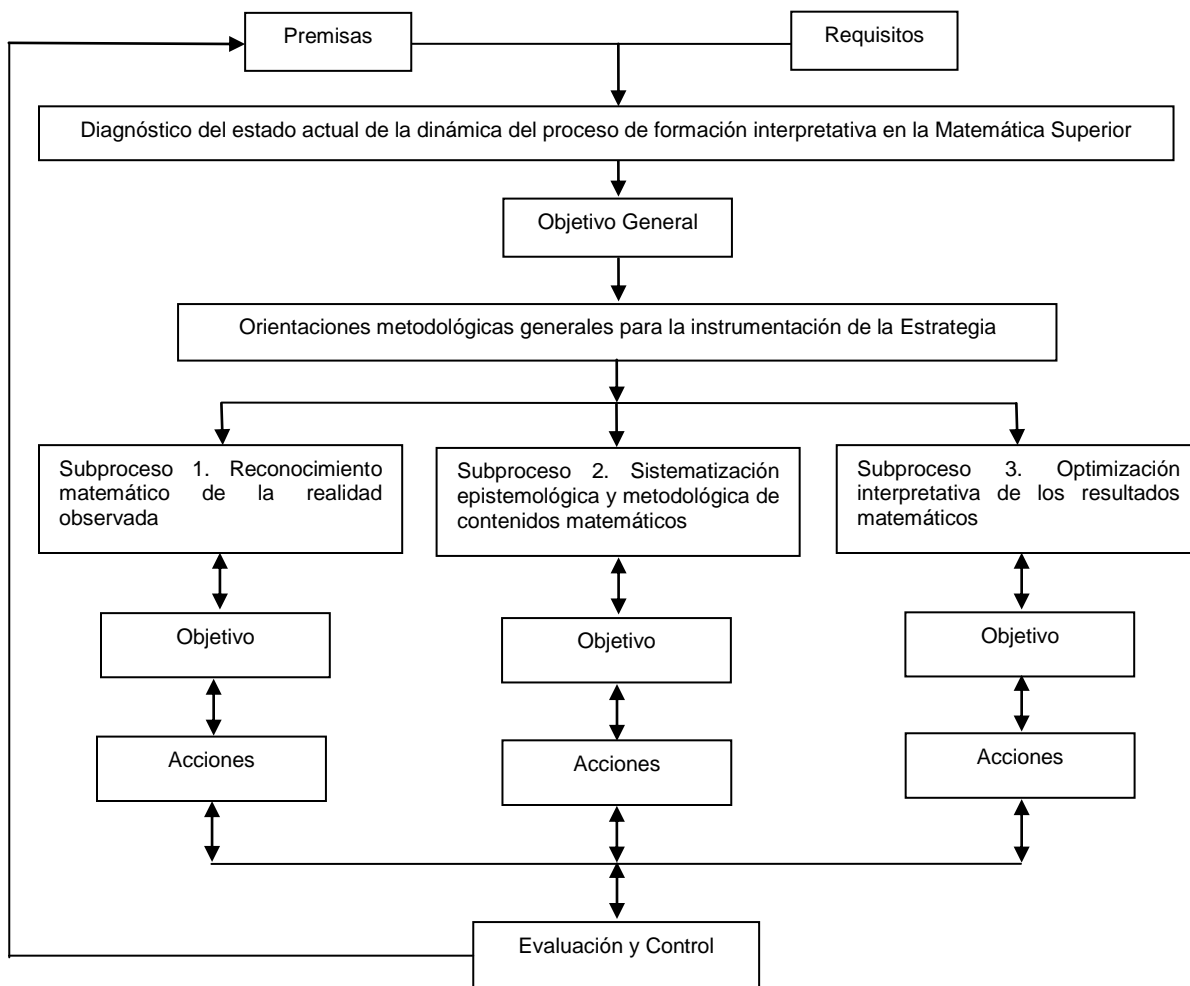 Premisas
Requisitos
Diagnóstico del estado actual de la dinámica del proceso de formación interpretativa en la Matemática Superior
Objetivo General
Orientaciones metodológicas generales para la instrumentación de la Estrategia
Subproceso 1. Reconocimiento
matemático de la realidad
observada
Subproceso 2. Sistematización
epistemológica y metodológica de
contenidos matemáticos
Subproceso 3. Optimización
interpretativa de los resultados
matemáticos
Objetivo
Objetivo
Objetivo
Acciones
Acciones
Acciones
Evaluación y Control